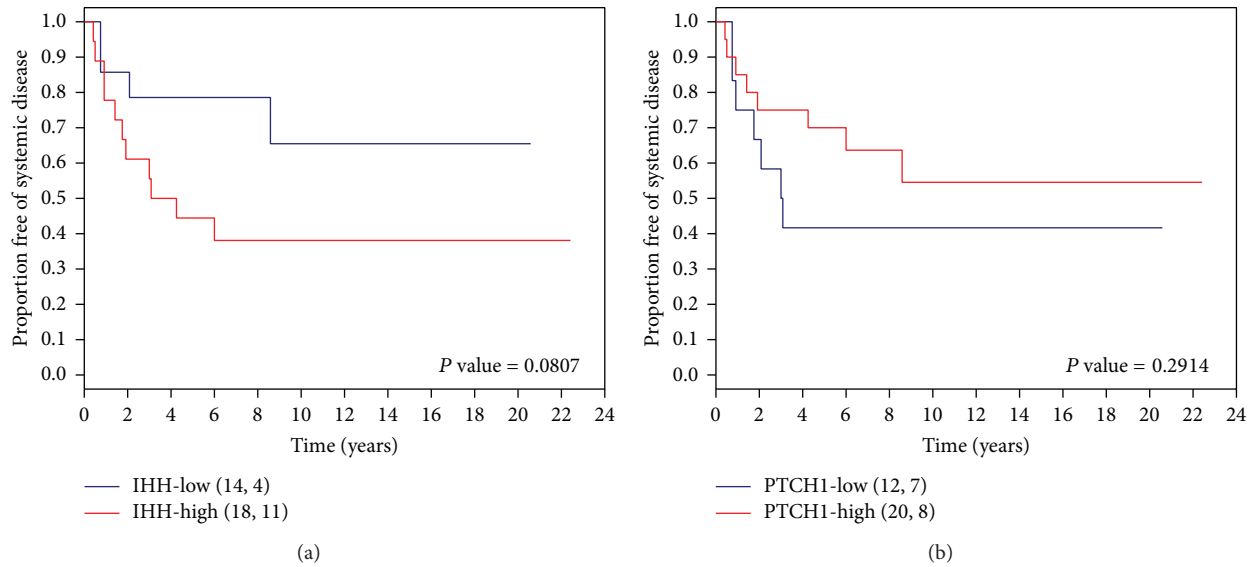 Proportion free of systemic disease
1.0
0.9
0.8
0.7
0.6
0.5
0.4
0.3
0.2
0.1
0.0
P value = 0.0807
0 2 4 6 8 10 12 14 16 18 20 22 24
Time (years)
IHH-low (14, 4)
IHH-high (18, 11)
(a)
Proportion free of systemic disease
1.0
0.9
0.8
0.7
0.6
0.5
0.4
0.3
0.2
0.1
0.0
P value = 0.2914
0 2 4 6 8 10 12 14 16 18 20 22 24
Time (years)
PTCH1-low (12, 7)
PTCH1-high (20, 8)
(b)